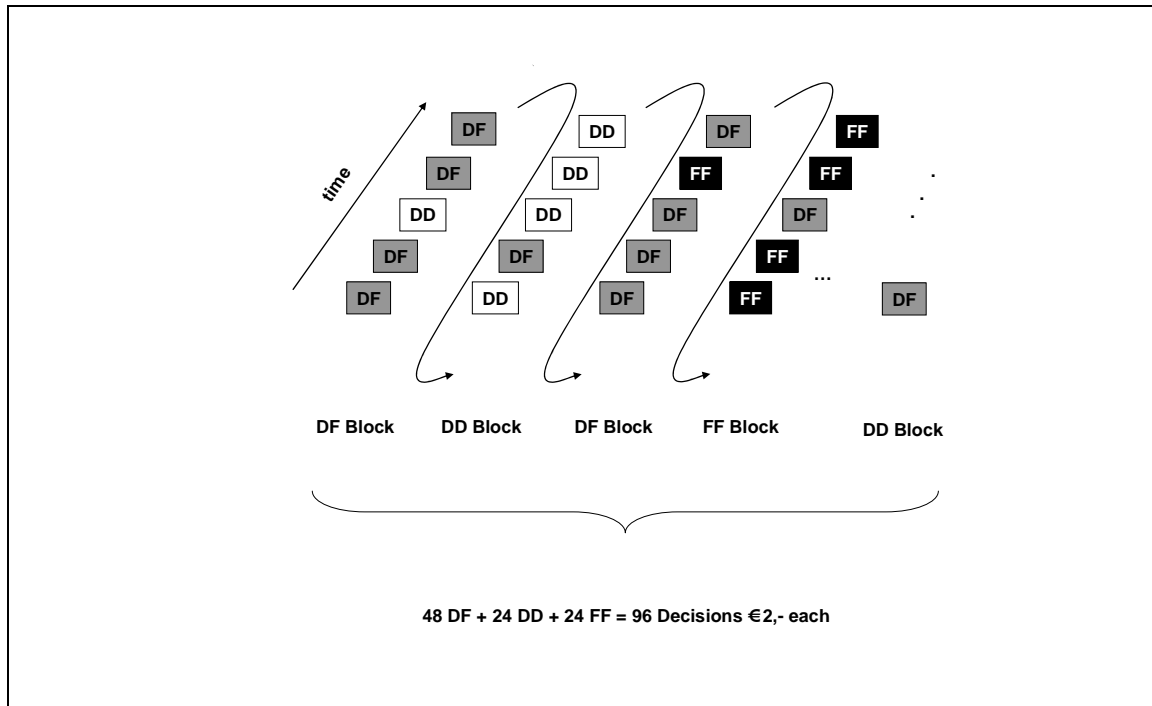 time
DF DD DF FF
DF DD FF FF
DD DD DF DF
DF DF DF FF ...
DF DD DF FF DF
DF Block DD Block DF Block FF Block DD Block
48 DF + 24 DD + 24 FF = 96 Decisions €2,- each